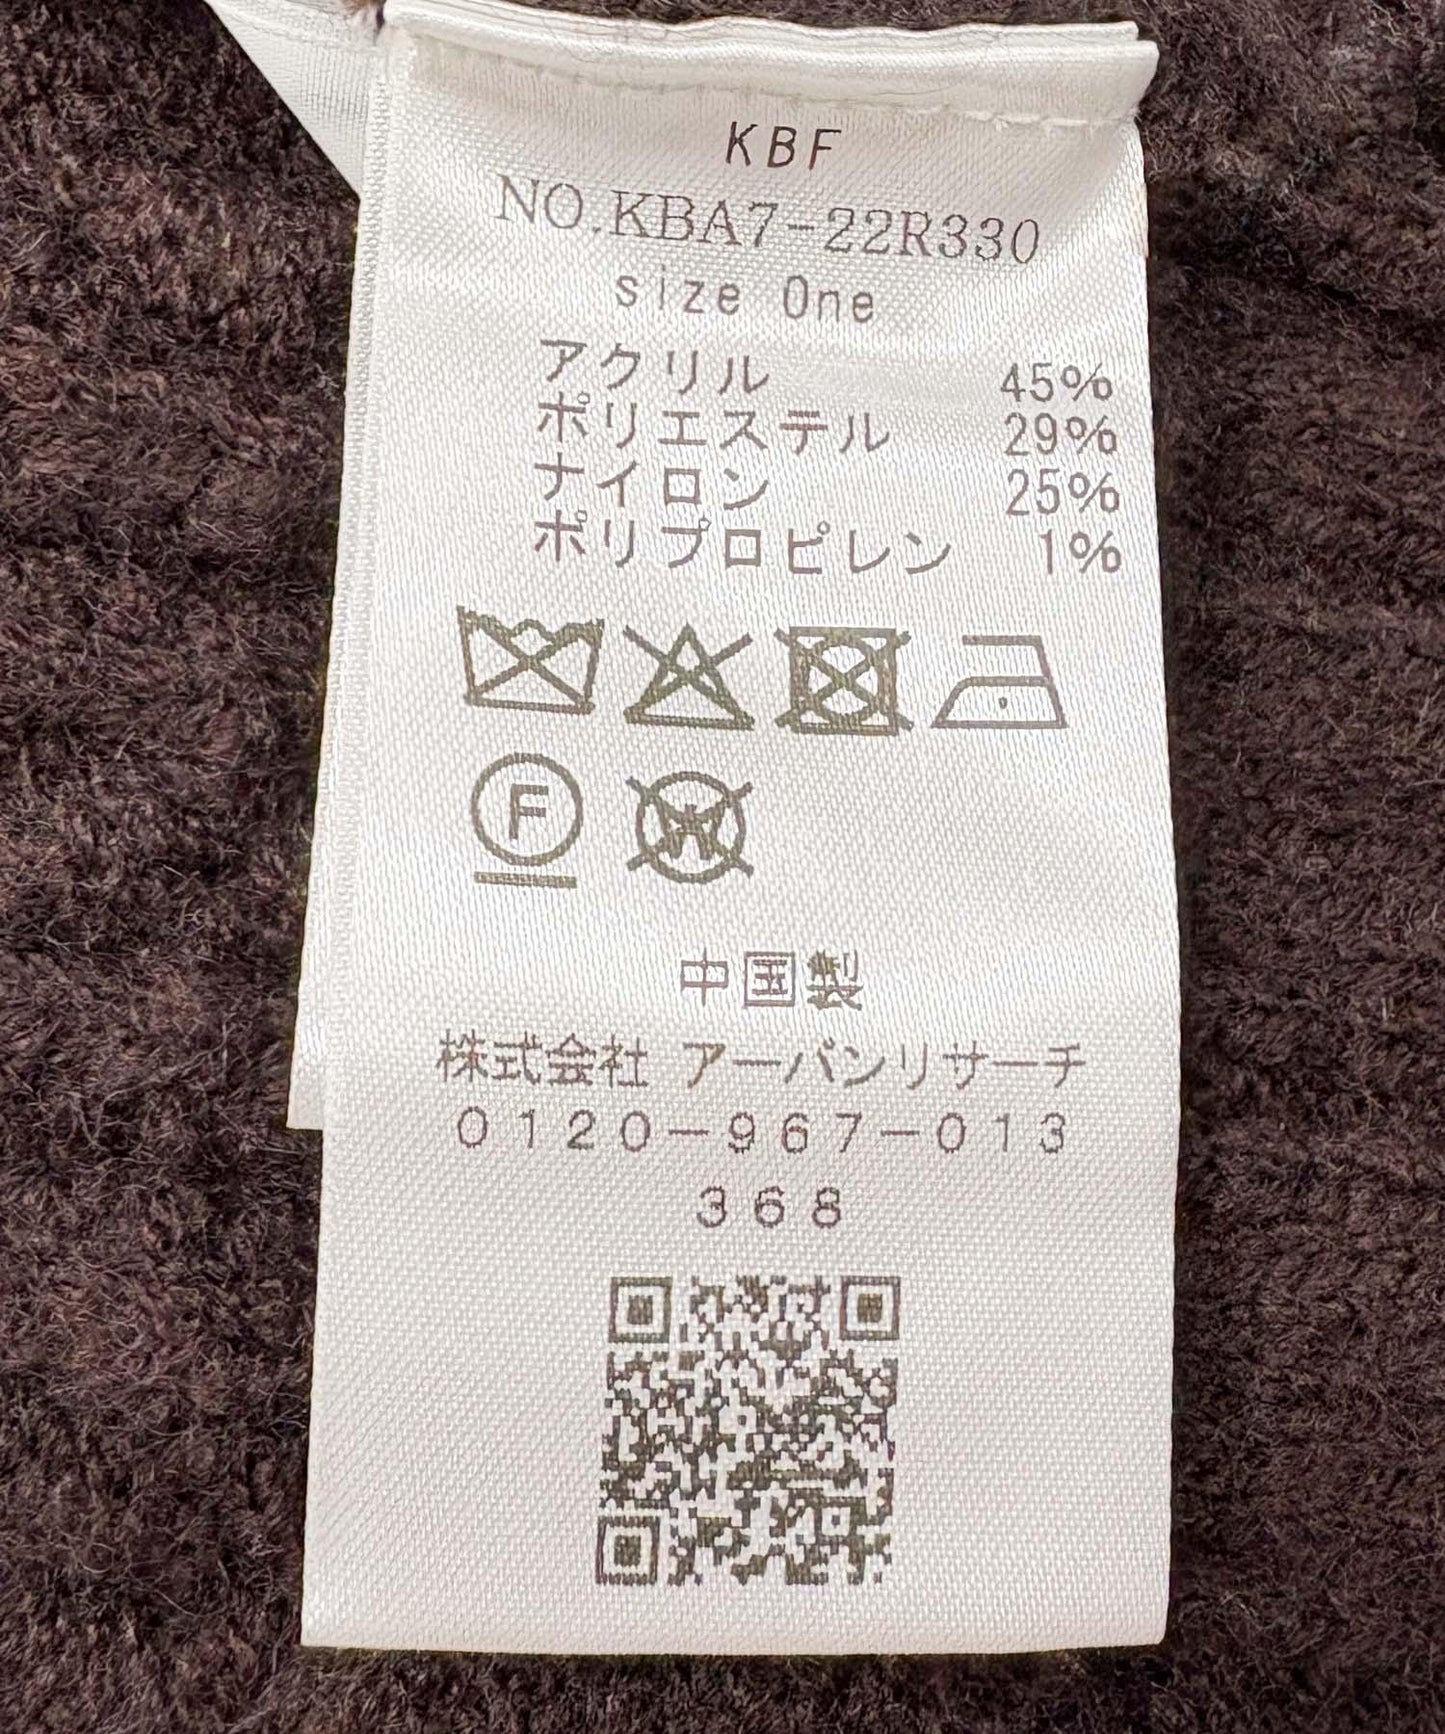 KBF
NO.KBA7-22R330
size One
アクリル 45%
ポリエステル 29%
ナイロン 25%
ポリプロピレン 1%
F
W
中国製
株式会社 アーバンリサーチ
0120-967-013
368